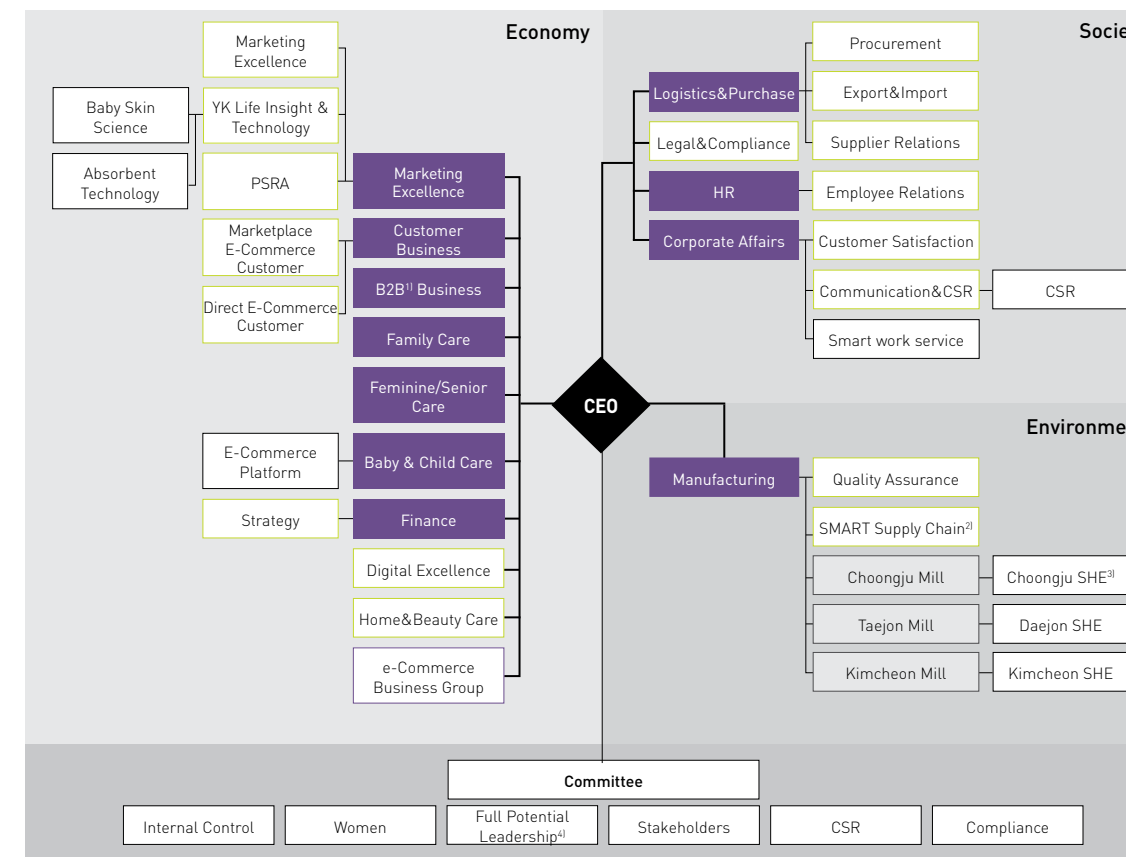 Economy
Marketing
Excellence
Baby Skin
Science
YK Life Insight &
Technology
Absorbent
Technology
PSRA
Marketing
Excellence
Marketplace
E-Commerce
Customer
Customer
Business
B2B1) Business
Direct E-Commerce
Customer
Family Care
Feminine/Senior
Care
E-Commerce
Platform
Baby & Child Care
Strategy
Finance
Digital Excellence
Home&Beauty Care
e-Commerce
Business Group
CEO
Socie
Logistics&Purchase
Procurement
Export&Import
Supplier Relations
Legal&Compliance
HR
Employee Relations
Corporate Affairs
Customer Satisfaction
Communication&CSR
CSR
Smart work service
Environme
Manufacturing
Quality Assurance
SMART Supply Chain2)
Choongju Mill
Choongju SHE3)
Taejon Mill
Daejon SHE
Kimcheon Mill
Kimcheon SHE
Committee
Internal Control
Women
Full Potential
Leadership4)
Stakeholders
CSR
Compliance